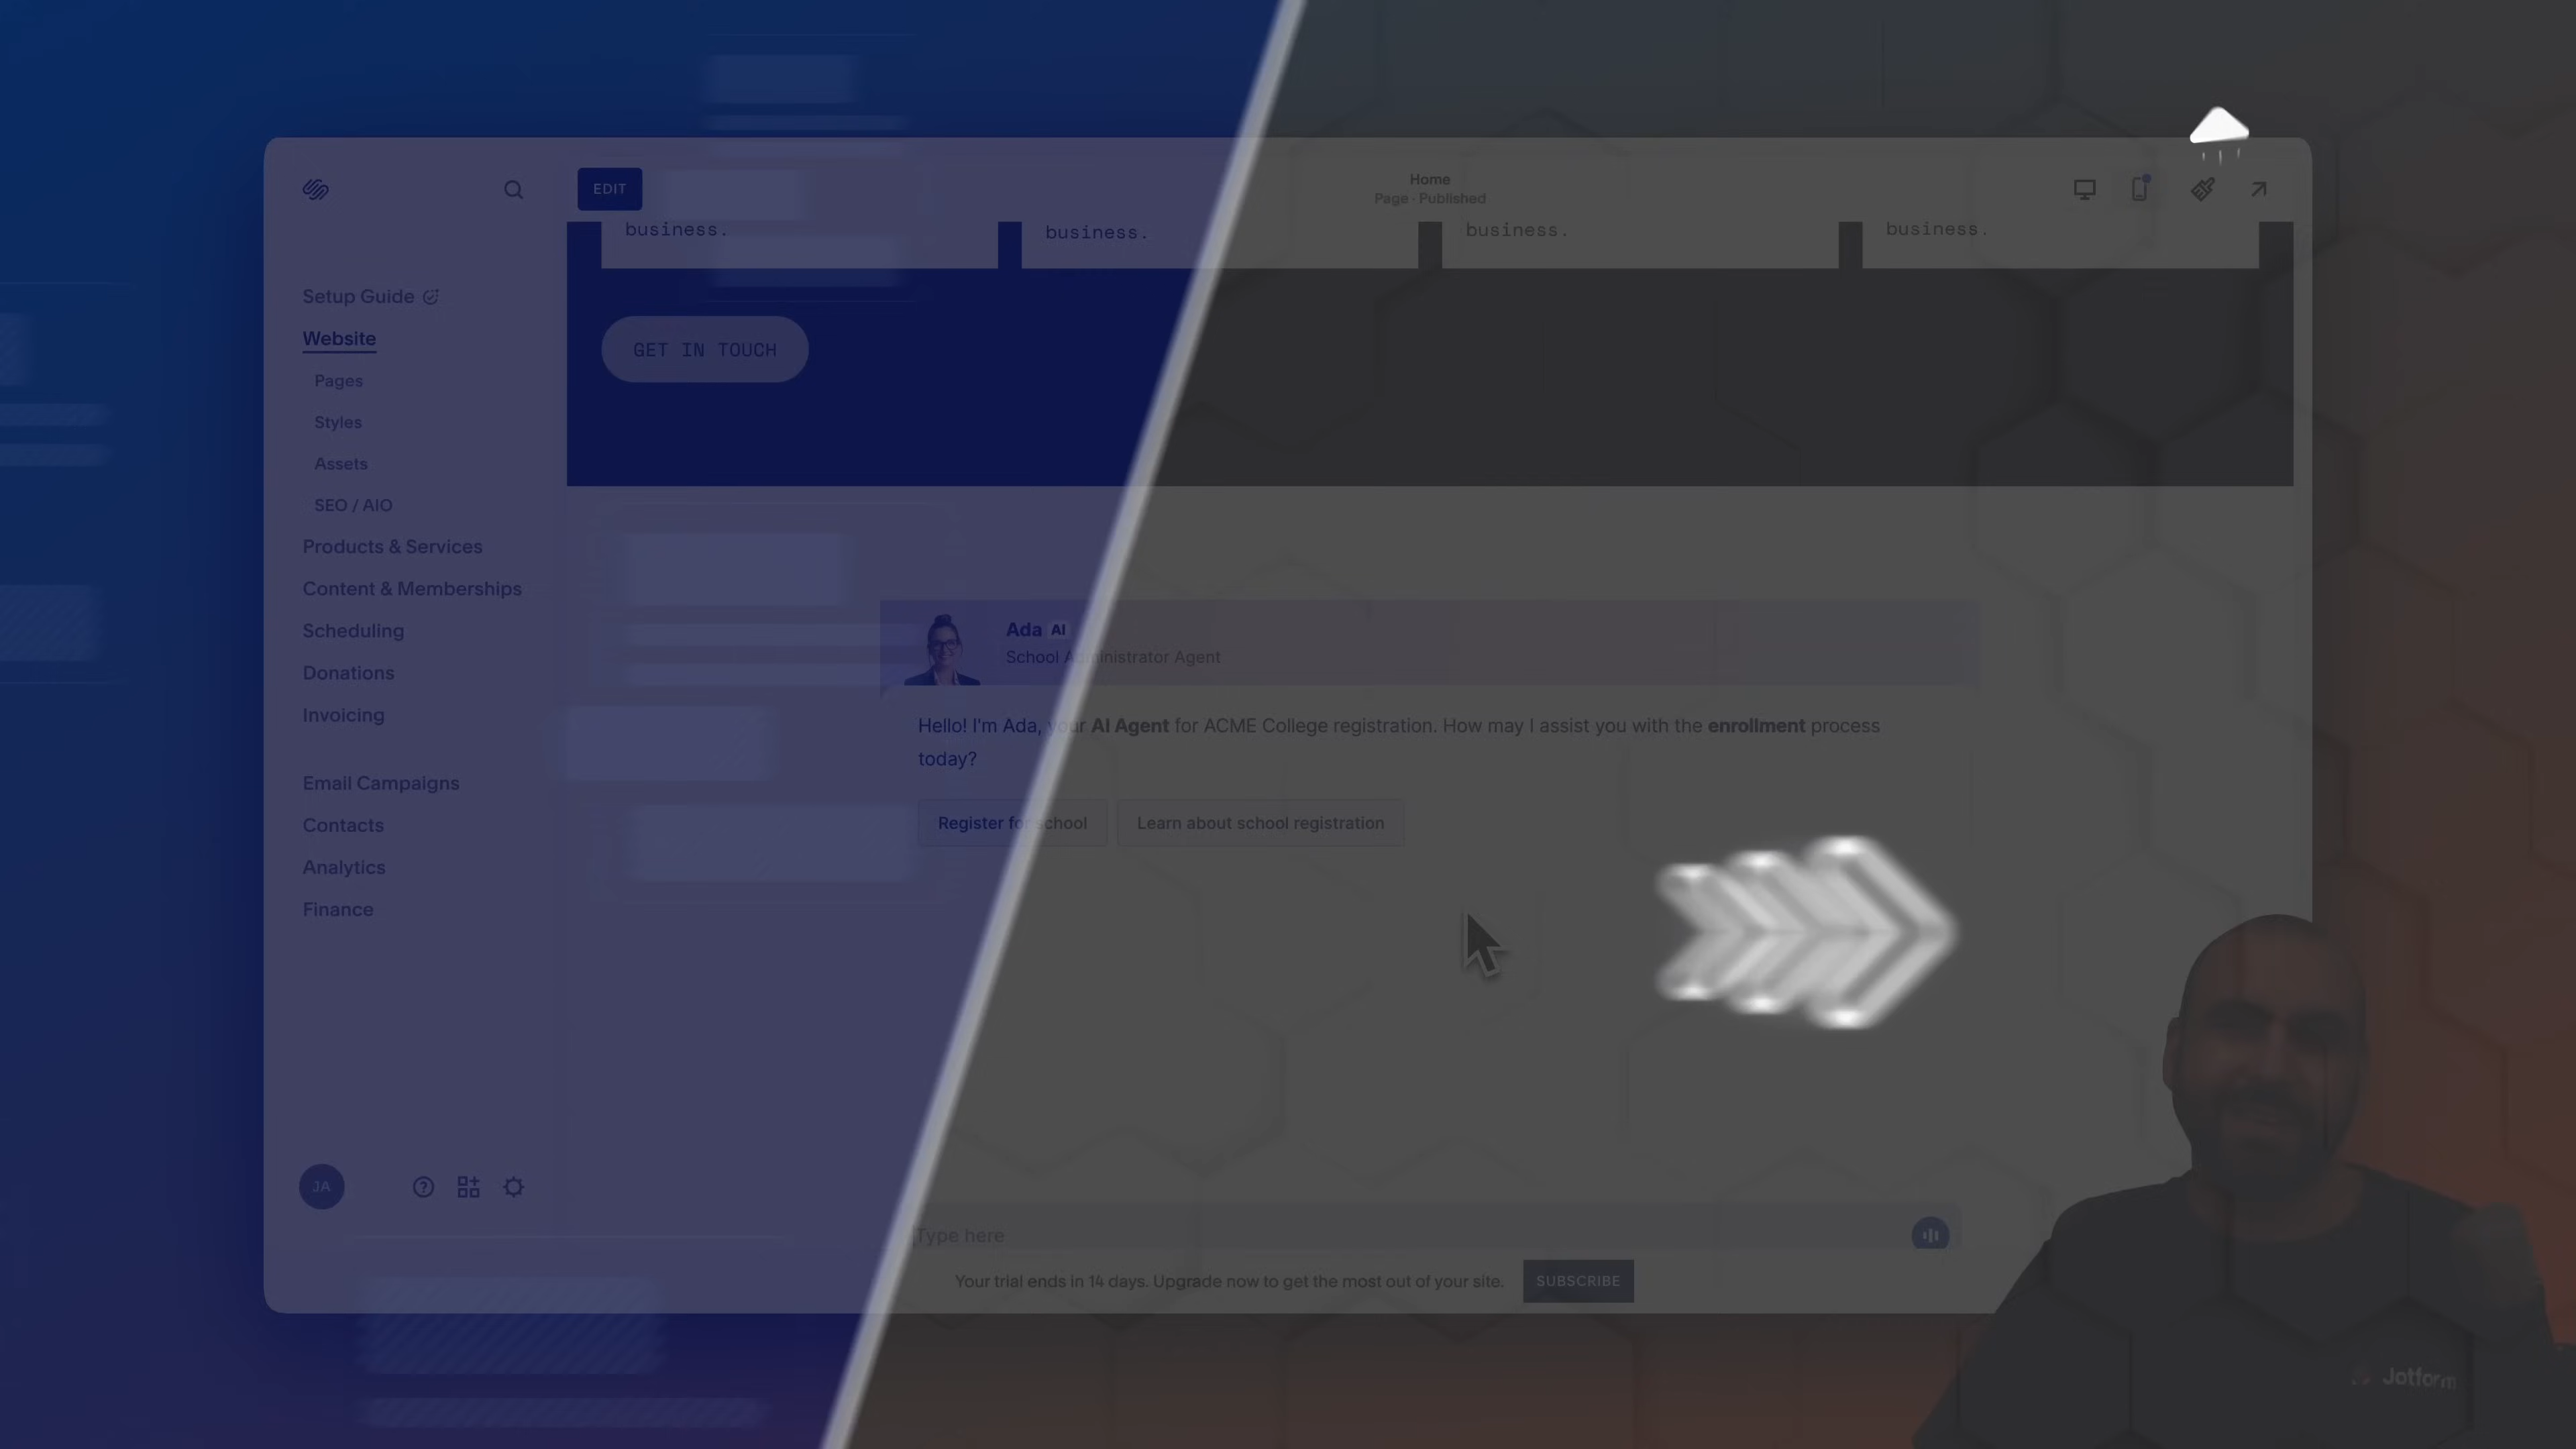 EDIT
Home
Page · Published
business.
business.
business.
business.
Setup Guide
Website
Pages
Styles
Assets
SEO / AIO
Products & Services
Content & Memberships
Scheduling
Donations
Invoicing
Email Campaigns
Contacts
Analytics
Finance
JA
GET IN TOUCH
Ada AI
School Administrator Agent
Hello! I'm Ada, your AI Agent for ACME College registration. How may I assist you with the enrollment process
today?
Register for school
Learn about school registration
Type here
Your trial ends in 14 days. Upgrade now to get the most out of your site.
SUBSCRIBE
Jotform